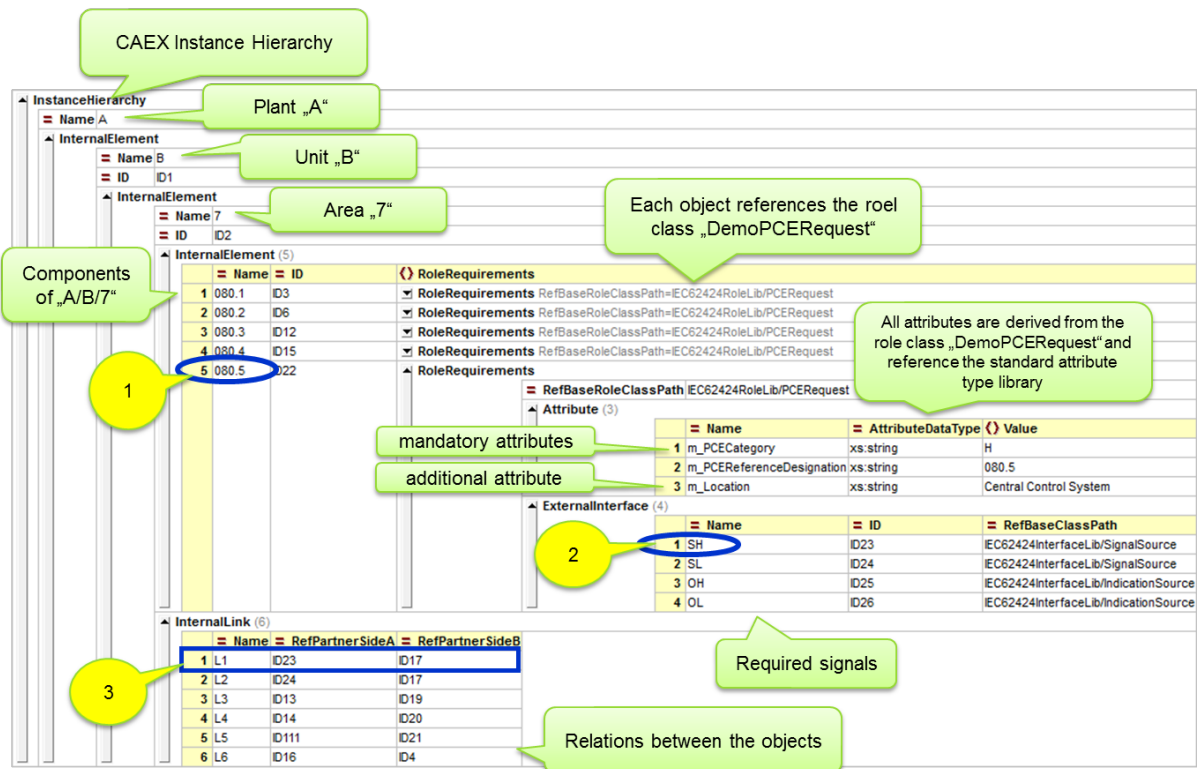 CAEX Instance Hierarchy
InstanceHierarchy
= Name A
Plant „A“
InternalElement
= Name B
Unit „B“
= ID ID1
InternalElement
= Name 7
Area „7“
= ID ID2
Each object references the roel
class „DemoPCERequest“
InternalElement (5)
Components
of „A/B/7“
= Name = ID {} RoleRequirements
1 080.1 ID3 RoleRequirements RefBaseRoleClassPath=IEC62424RoleLib/PCERequest
2 080.2 ID6 RoleRequirements RefBaseRoleClassPath=IEC62424RoleLib/PCERequest
3 080.3 ID12 RoleRequirements RefBaseRoleClassPath=IEC62424RoleLib/PCERequest
4 080.4 ID15 RoleRequirements RefBaseRoleClassPath=IEC62424RoleLib/PCERequest
5 080.5 ID22 RoleRequirements
All attributes are derived from the
role class „DemoPCERequest“ and
reference the standard attribute
type library
1
= RefBaseRoleClassPath IEC62424RoleLib/PCERequest
Attribute (3)
= Name = AttributeDataType {} Value
mandatory attributes
1 m_PCECategory xs:string H
2 m_PCEReferenceDesignation xs:string 080.5
additional attribute
3 m_Location xs:string Central Control System
ExternalInterface (4)
= Name = ID = RefBaseClassPath
2
1 SH ID23 IEC62424InterfaceLib/SignalSource
2 SL ID24 IEC62424InterfaceLib/SignalSource
3 OH ID25 IEC62424InterfaceLib/IndicationSource
4 OL ID26 IEC62424InterfaceLib/IndicationSource
Required signals
InternalLink (6)
= Name = RefPartnerSideA = RefPartnerSideB
3
1 L1 ID23 ID17
2 L2 ID24 ID17
3 L3 ID13 ID19
4 L4 ID14 ID20
5 L5 ID111 ID21
6 L6 ID16 ID4
Relations between the objects